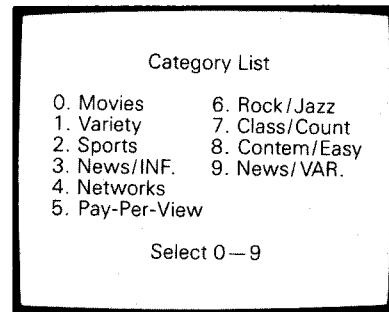 Category List
0. Movies
1. Variety
2. Sports
3. News/INF.
4. Networks
5. Pay-Per-View
6. Rock/Jazz
7. Class/Count
8. Contem/Easy
9. News/VAR.
Select 0—9